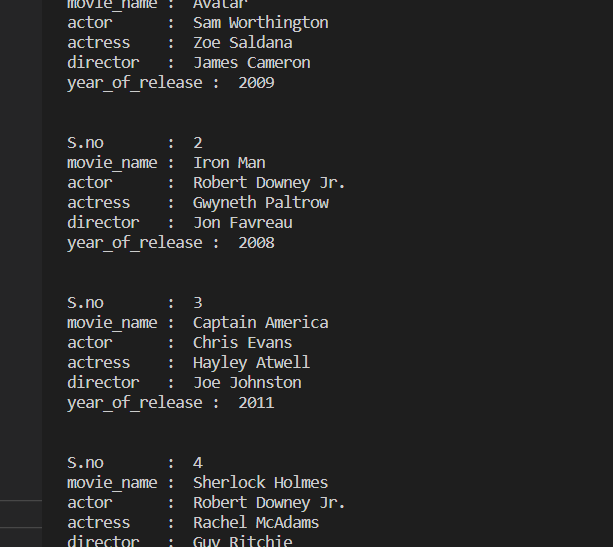 movie_name :  Avatar
actor      :  Sam Worthington
actress    :  Zoe Saldana
director   :  James Cameron
year_of_release :  2009
S.no       :  2
movie_name :  Iron Man
actor      :  Robert Downey Jr.
actress    :  Gwyneth Paltrow
director   :  Jon Favreau
year_of_release :  2008
S.no       :  3
movie_name :  Captain America
actor      :  Chris Evans
actress    :  Hayley Atwell
director   :  Joe Johnston
year_of_release :  2011
S.no       :  4
movie_name :  Sherlock Holmes
actor      :  Robert Downey Jr.
actress    :  Rachel McAdams
director   :  Guy Ritchie